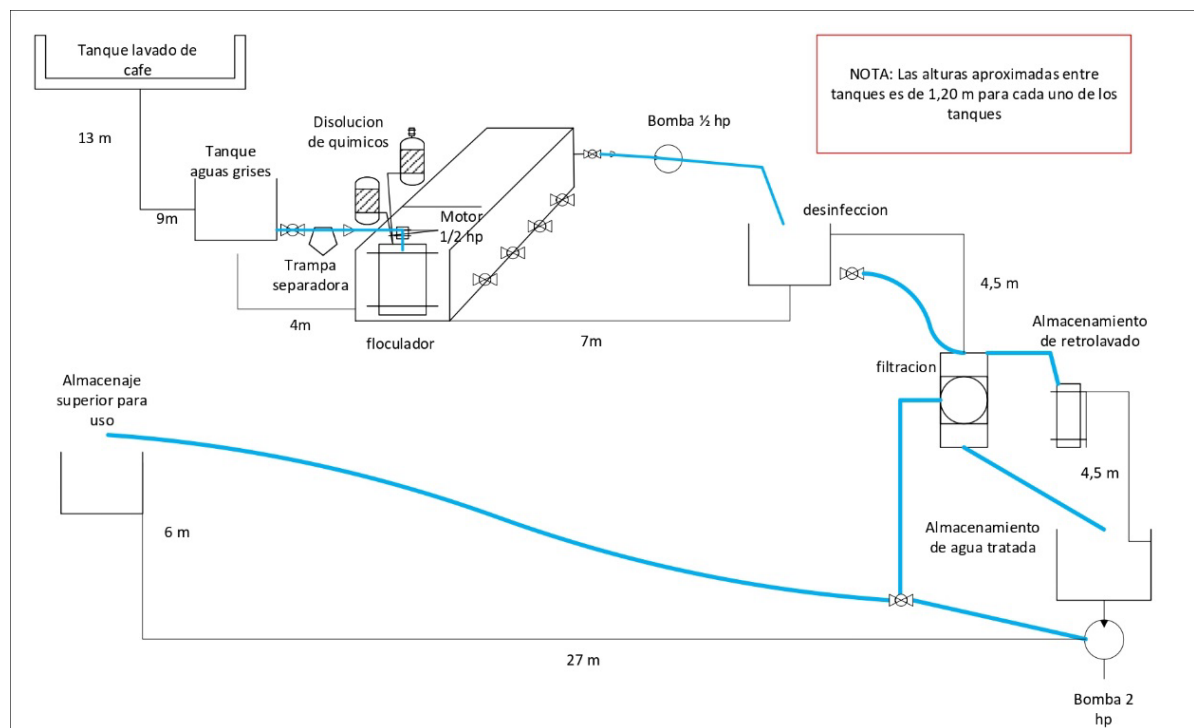 Tanque lavado de
cafe
NOTA: Las alturas aproximadas entre
tanques es de 1,20 m para cada uno de los
tanques
13 m
Disolucion
de quimicos
Bomba ½ hp
Tanque
aguas grises
9m
Motor
1/2 hp
desinfeccion
Trampa
separadora
4m
floculador
7m
4,5 m
Almacenamiento
de retrolavado
filtracion
Almacenaje
superior para
uso
4,5 m
6 m
Almacenamiento
de agua tratada
27 m
Bomba 2
hp